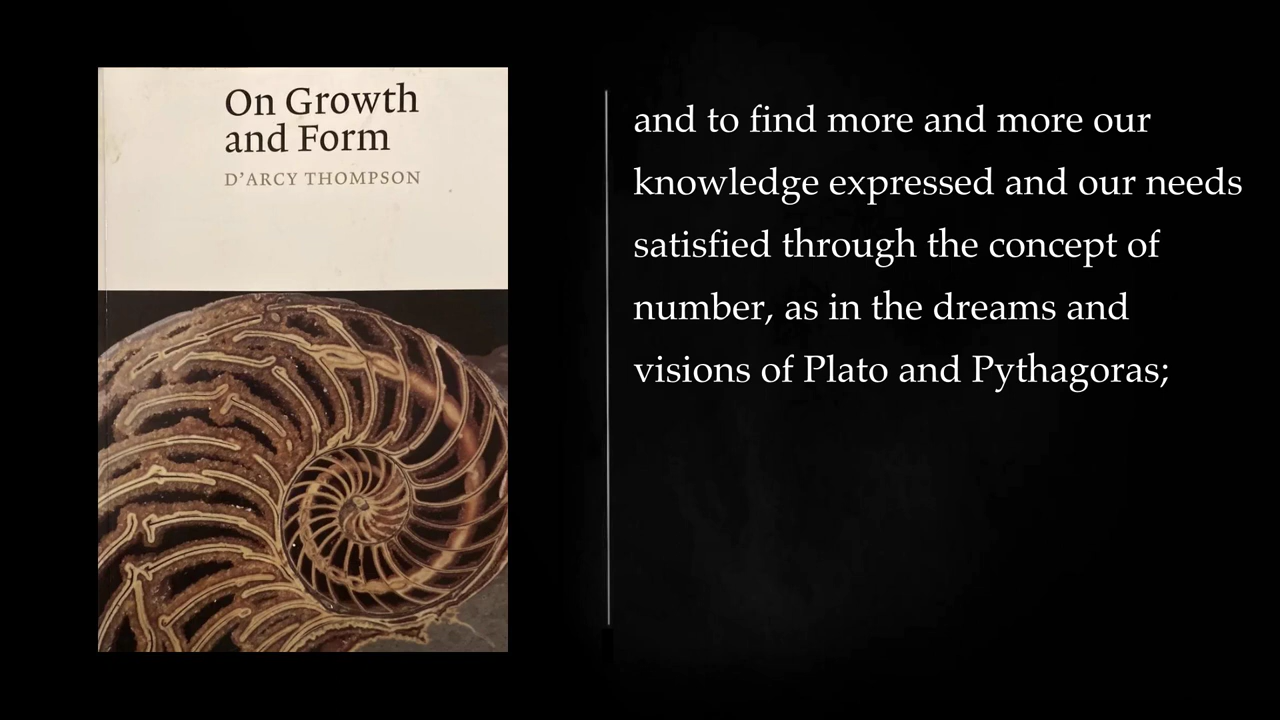 On Growth
and Form
D'ARCY THOMPSON
and to find more and more our
knowledge expressed and our needs
satisfied through the concept of
number, as in the dreams and
visions of Plato and Pythagoras;